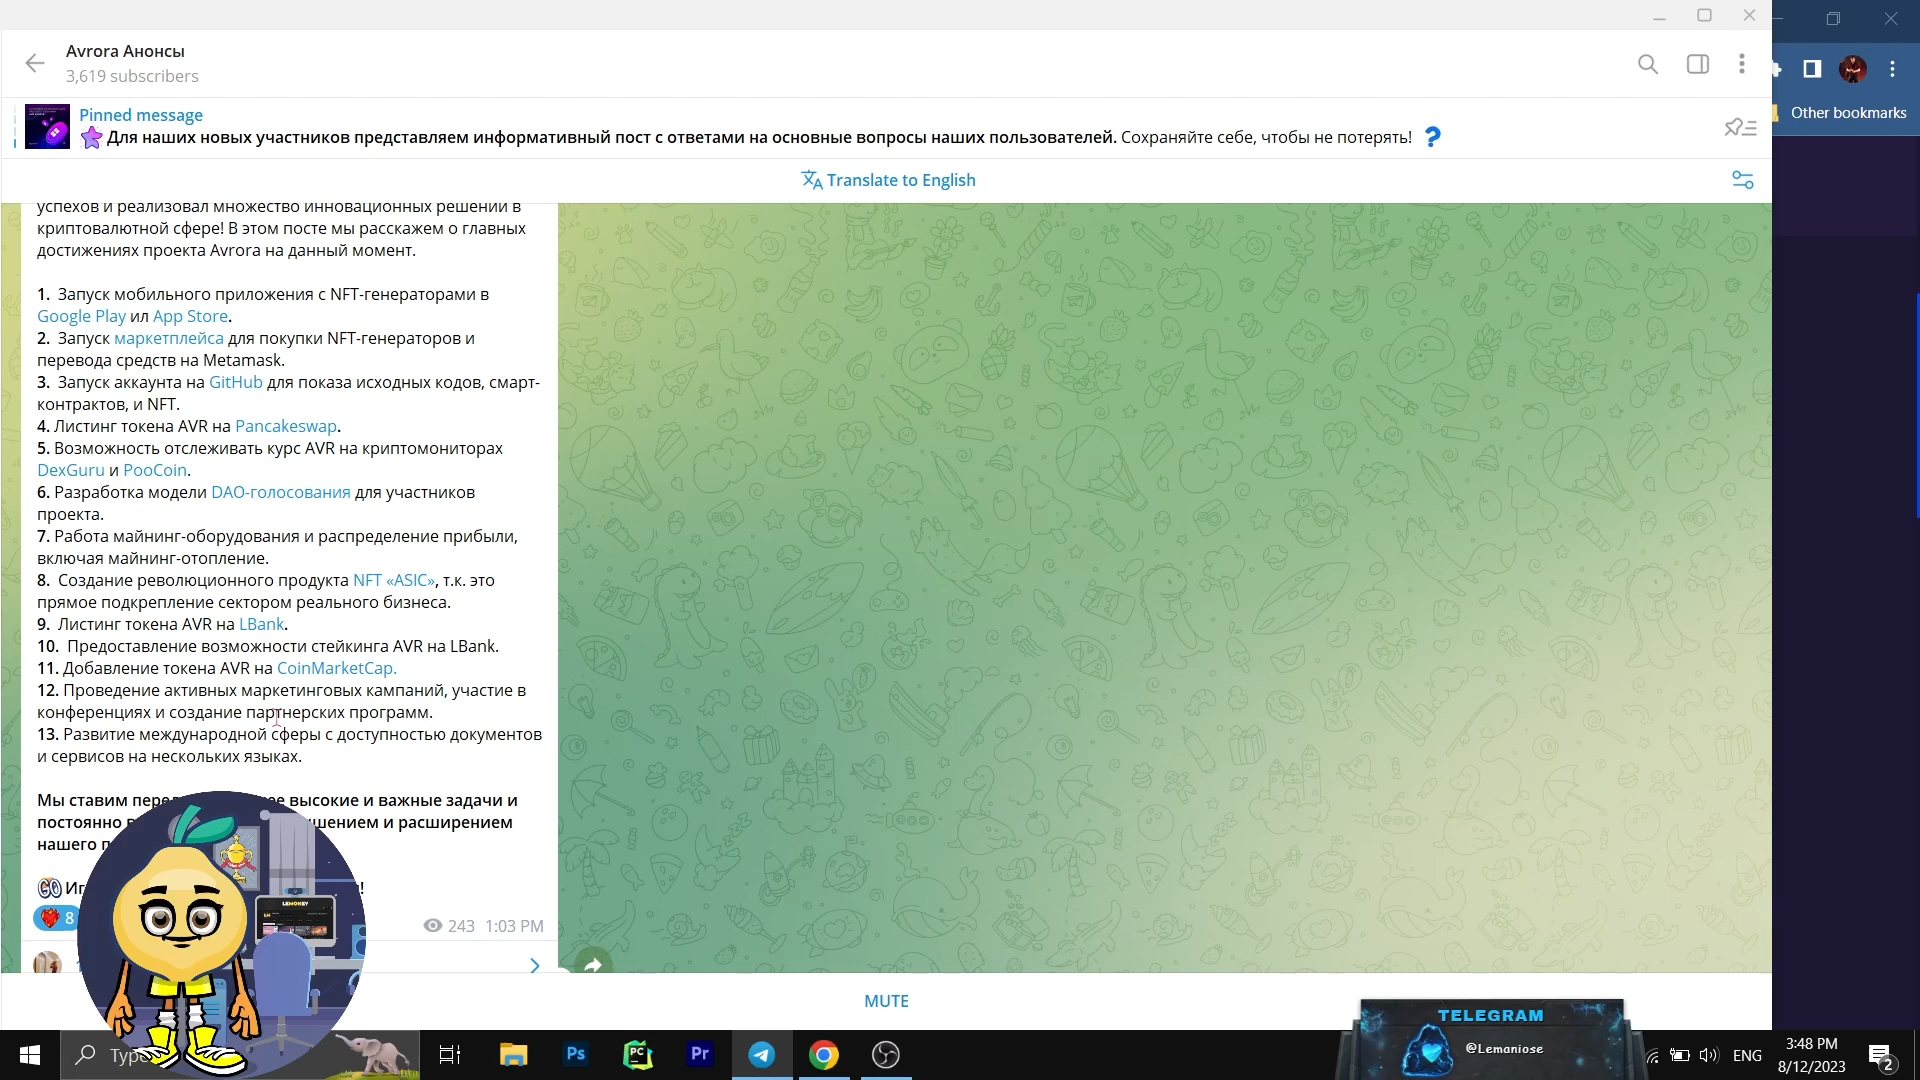 Avrora Анонсы
3,619 subscribers
Other bookmarks
Pinned message
Для наших новых участников представляем информативный пост с ответами на основные вопросы наших пользователей. Сохраняйте себе, чтобы не потерять! ?
Translate to English
успехов и реализовал множество инновационных решений в
криптовалютной сфере! В этом посте мы расскажем о главных
достижениях проекта Avrora на данный момент.
1. Запуск мобильного приложения с NFT-генераторами в
Google Play ил App Store.
2. Запуск маркетплейса для покупки NFT-генераторов и
перевода средств на Metamask.
3. Запуск аккаунта на GitHub для показа исходных кодов, смарт-
контрактов, и NFT.
4. Листинг токена AVR на Pancakeswap.
5. Возможность отслеживать курс AVR на криптомониторах
DexGuru и PooCoin.
6. Разработка модели DAO-голосования для участников
проекта.
7. Работа майнинг-оборудования и распределение прибыли,
включая майнинг-отопление.
8. Создание революционного продукта NFT «ASIC», т.к. это
прямое подкрепление сектором реального бизнеса.
9. Листинг токена AVR на LBank.
10. Предоставление возможности стейкинга AVR на LBank.
11. Добавление токена AVR на CoinMarketCap.
12. Проведение активных маркетинговых кампаний, участие в
конференциях и создание партнерских программ.
13. Развитие международной сферы с доступностью документов
и сервисов на нескольких языках.
Мы ставим высокие и важные задачи и
постоянно и расширением
нашего
GO
8
243 1:03 PM
LEMONEY
MUTE
TELEGRAM
@Lemaniose
Ps
PC
Pr
ENG
3:48 PM
8/12/2023
2